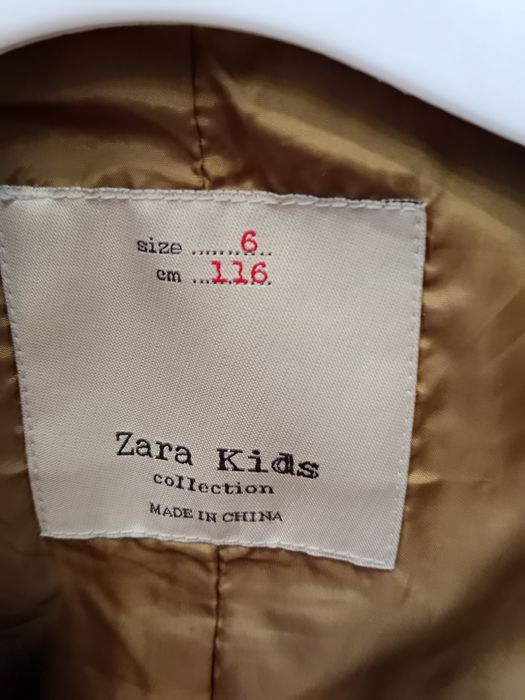 size ......6..
cm ...116.
Zara Kids
collection
MADE IN CHINA